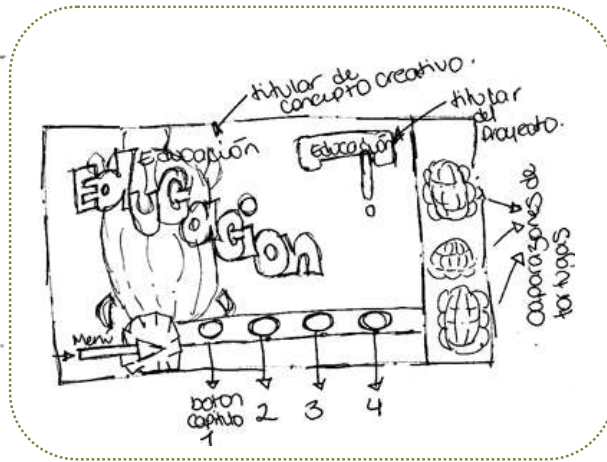 titular de
concepto creativo.
titular
del
Proyecto.
Educación
Educación
Educacion
caparazones de
tortugas
Menu
boton
capitulo
1
2
3
4